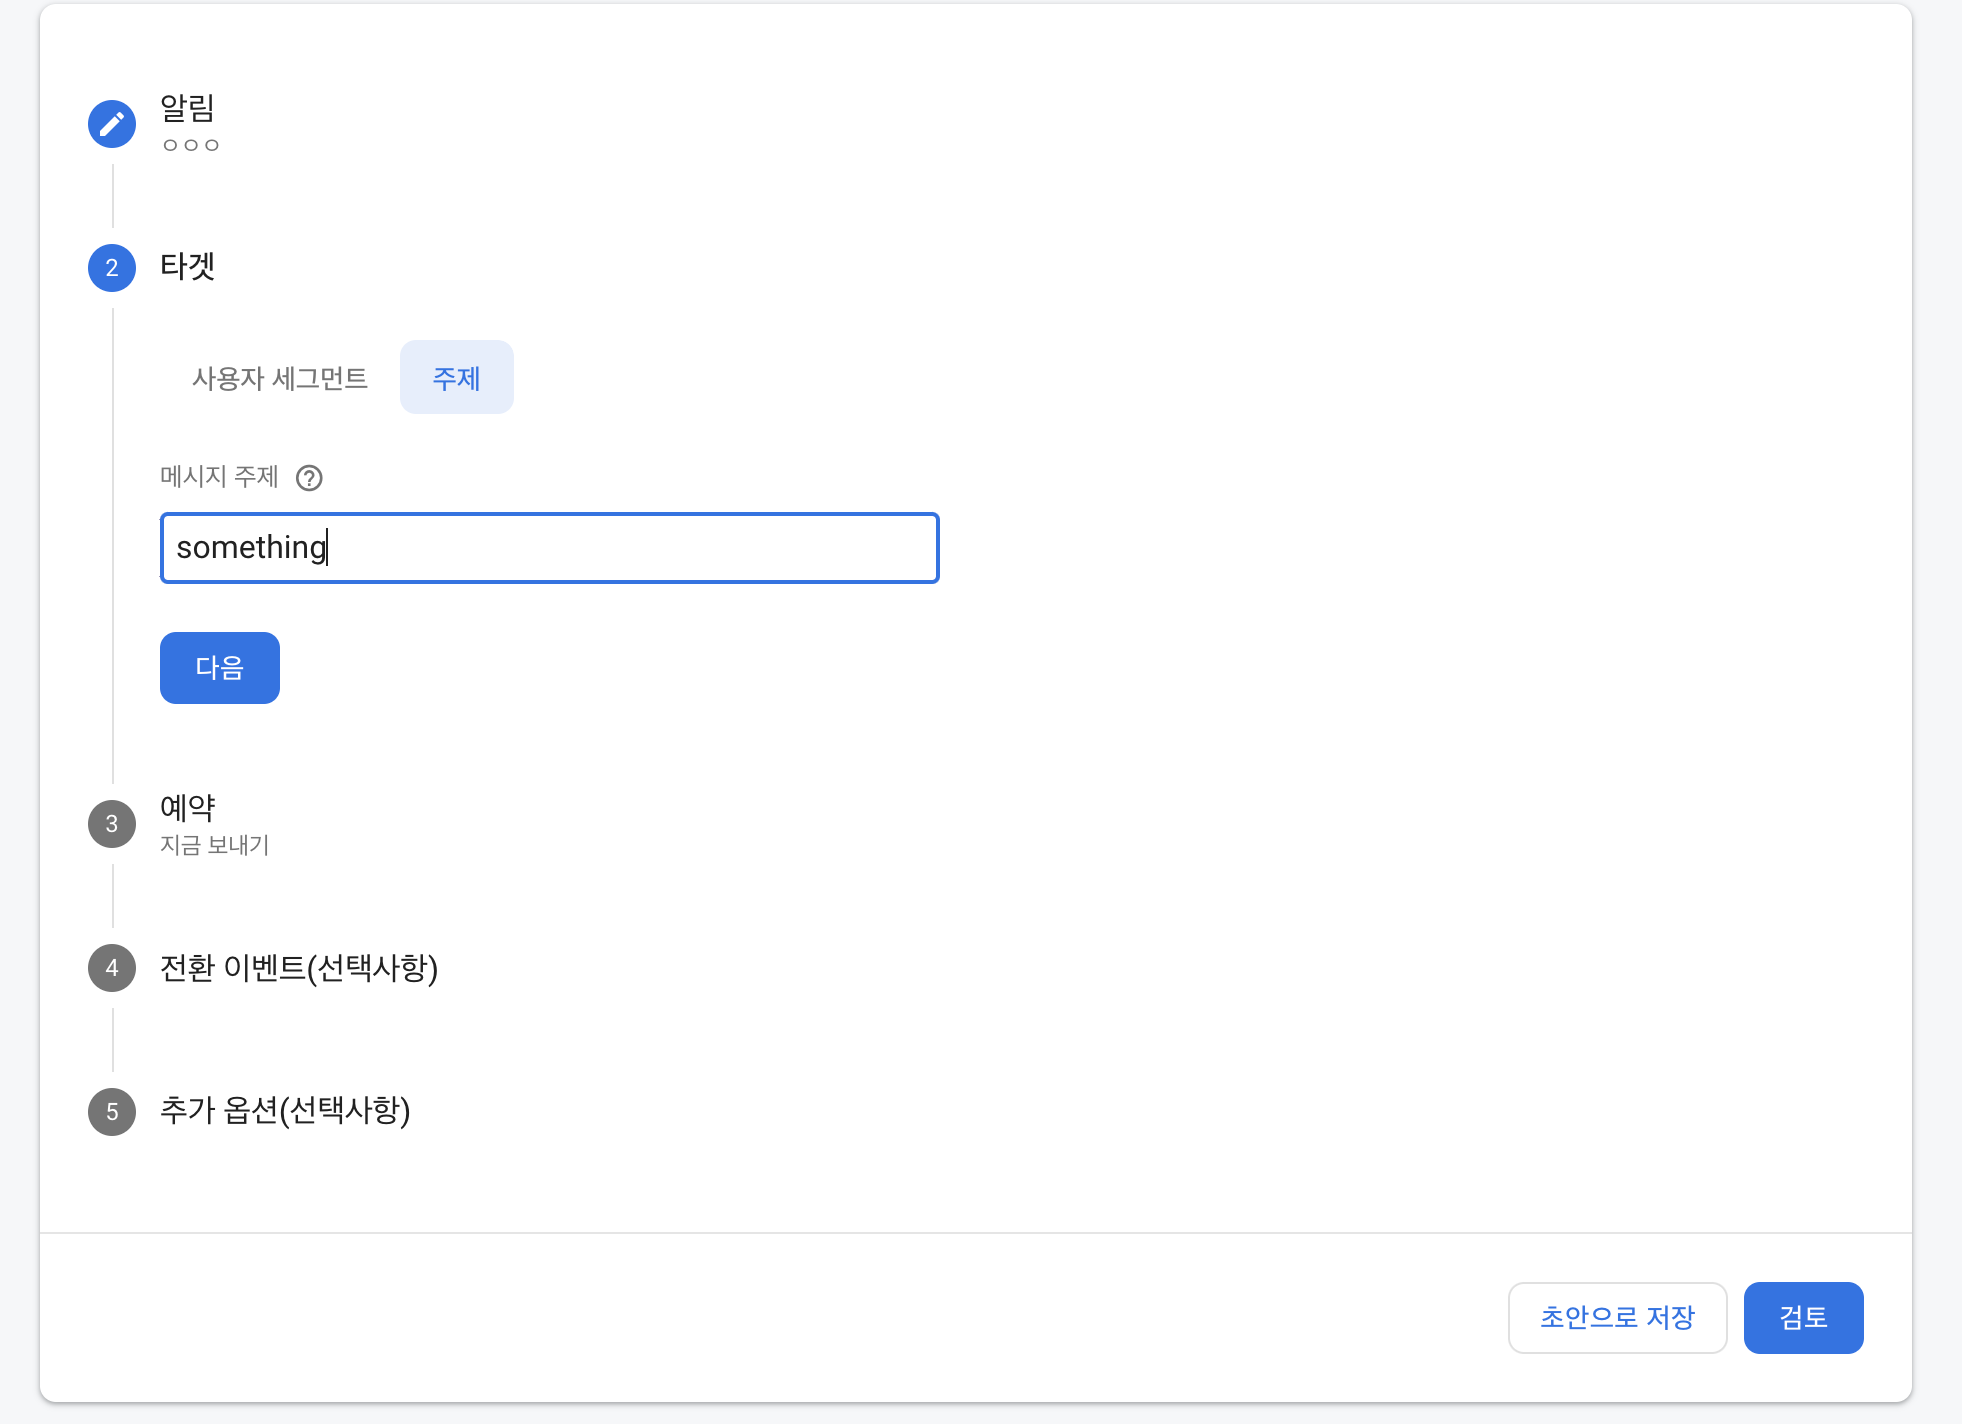 알림
ㅇㅇㅇ
2 타겟
사용자 세그먼트 주제
메시지 주제 ?
something
다음
3 예약
지금 보내기
4 전환 이벤트(선택사항)
5 추가 옵션(선택사항)
초안으로 저장 검토